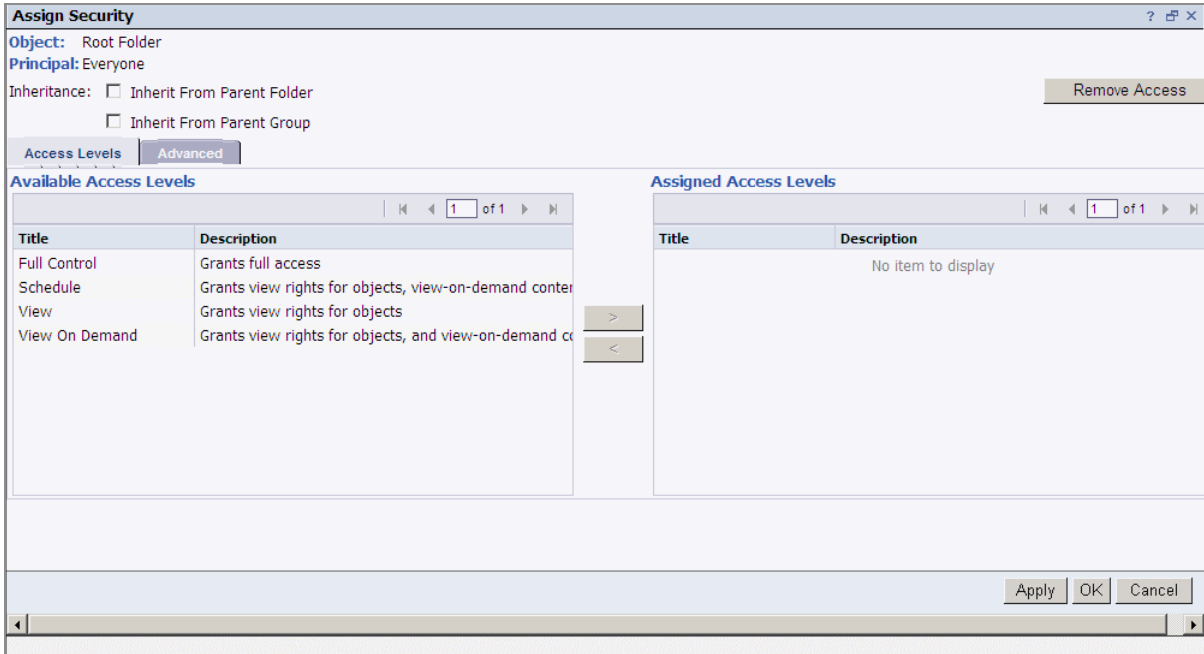 Assign Security ?
Object: Root Folder
Principal: Everyone
Inheritance: Inherit From Parent Folder
Remove Access
Inherit From Parent Group
Access Levels Advanced
Available Access Levels
1 of 1
Title Description
Full Control Grants full access
Schedule Grants view rights for objects, view-on-demand conter
View Grants view rights for objects
View On Demand Grants view rights for objects, and view-on-demand co
>
<
Assigned Access Levels
1 of 1
Title Description
No item to display
Apply OK Cancel